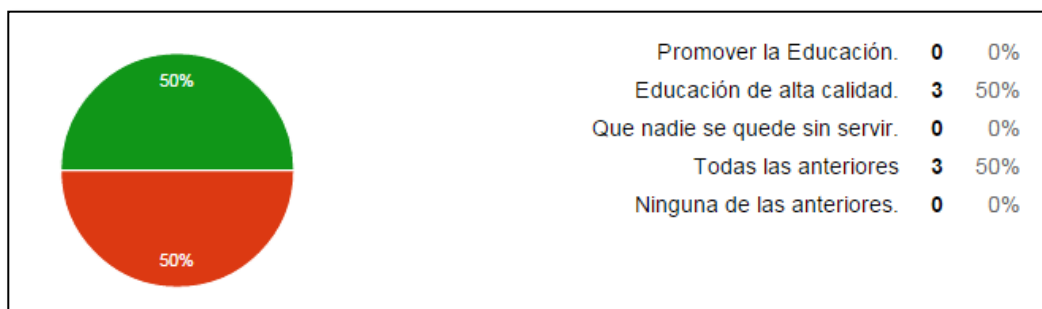 50%
50%
Promover la Educación. 0 0%
Educación de alta calidad. 3 50%
Que nadie se quede sin servir. 0 0%
Todas las anteriores 3 50%
Ninguna de las anteriores. 0 0%